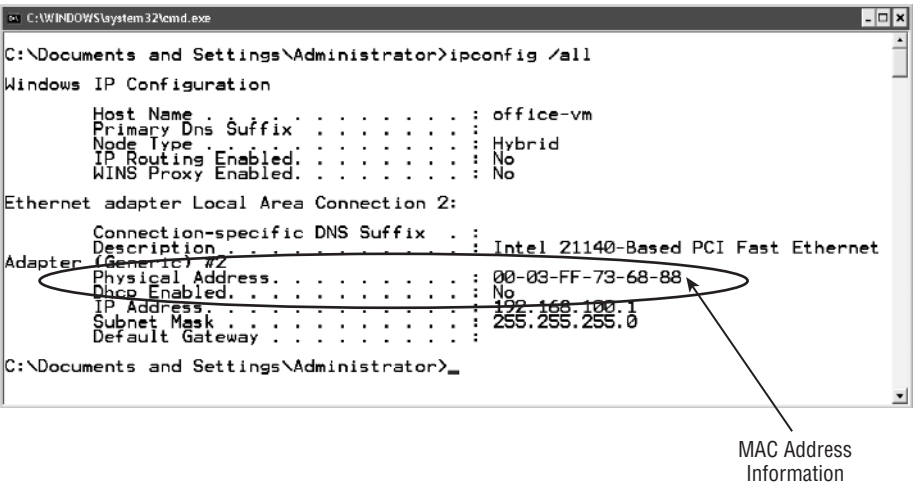 C:\WINDOWS\system32\cmd.exe
C:\Documents and Settings\Administrator>ipconfig /all
Windows IP Configuration
Host Name . . . . . . . . . . . . : office-vm
Primary Dns Suffix . . . . . . . :
Node Type . . . . . . . . . . . . : Hybrid
IP Routing Enabled. . . . . . . . : No
WINS Proxy Enabled. . . . . . . . : No
Ethernet adapter Local Area Connection 2:
Connection-specific DNS Suffix . :
Description . . . . . . . . . . . : Intel 21140-Based PCI Fast Ethernet
Adapter (Generic) #2
Physical Address. . . . . . . . . : 00-03-FF-73-68-88
Dhcp Enabled. . . . . . . . . . . : No
IP Address. . . . . . . . . . . . : 192.168.100.1
Subnet Mask . . . . . . . . . . . : 255.255.255.0
Default Gateway . . . . . . . . . :
C:\Documents and Settings\Administrator>_
MAC Address
Information